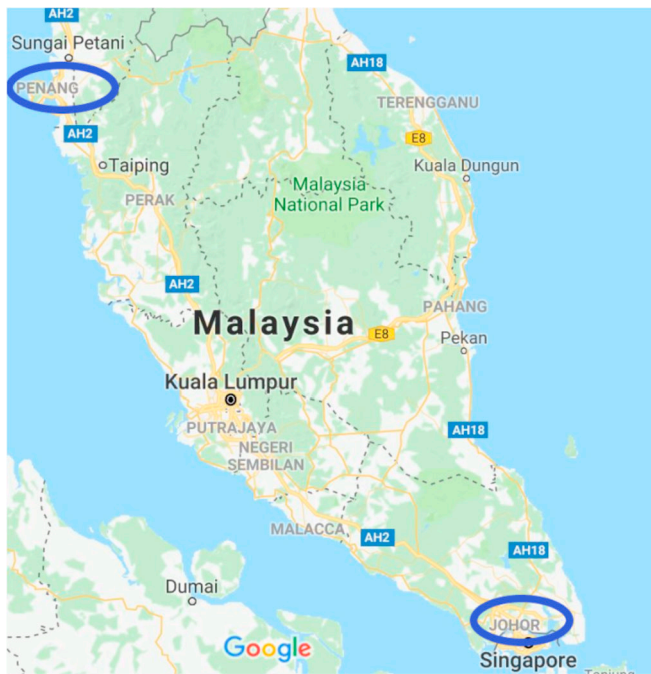 AH2
Sungai Petani
AH18
PENANG
TERENGGANU
AH2
E8
Taiping
Kuala Dungun
Malaysia
National Park
PERAK
AH2
PAHANG
Malaysia
E8
Pekan
Kuala Lumpur
PUTRAJAYA
AH18
NEGERI
SEMBILAN
MALACCA
AH2
AH18
Dumai
JOHOR
Google
Singapore